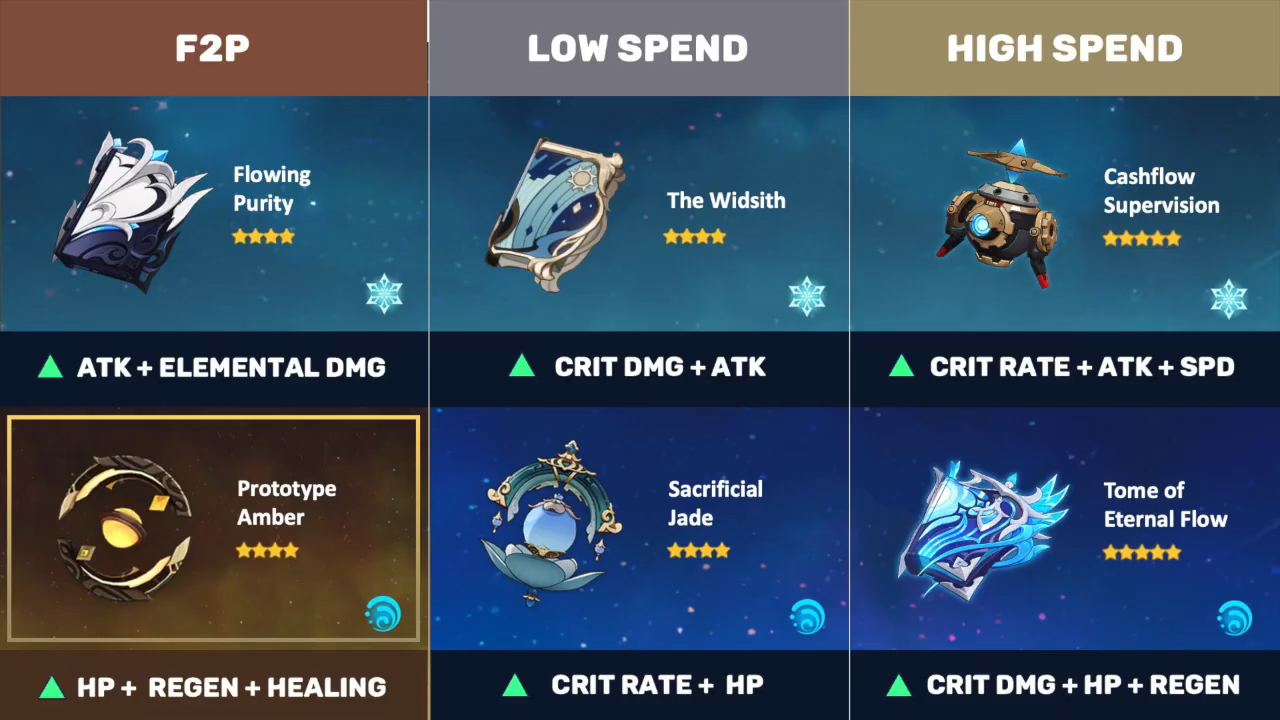 F2P
LOW SPEND
HIGH SPEND
Flowing
Purity
The Widsith
Cashflow
Supervision
ATK + ELEMENTAL DMG
CRIT DMG + ATK
CRIT RATE + ATK + SPD
Prototype
Amber
Sacrificial
Jade
Tome of
Eternal Flow
HP + REGEN + HEALING
CRIT RATE + HP
CRIT DMG + HP + REGEN